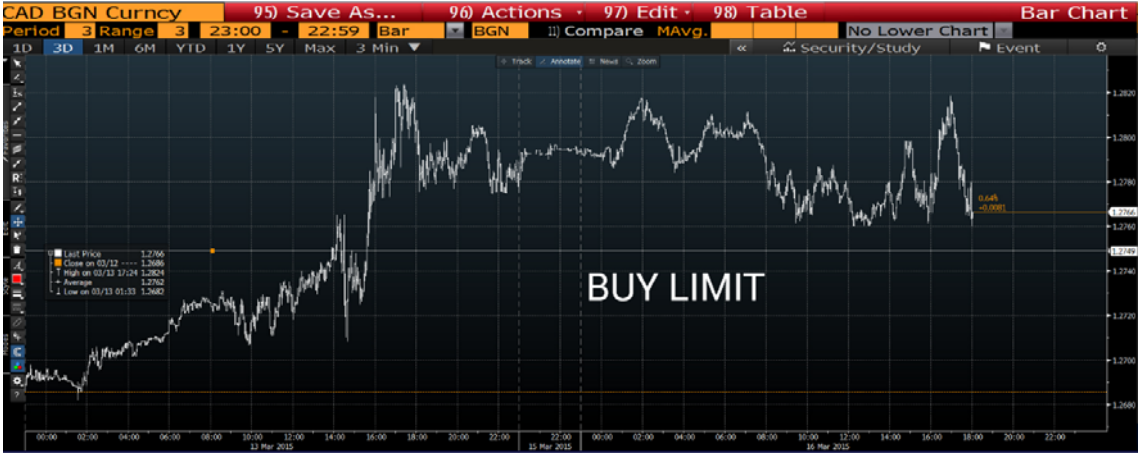 CAD BGN Curncy 95) Save As... 96) Actions 97) Edit 98) Table Bar Chart
Period 3 Range 3 23:00 - 22:59 Bar BGN 11) Compare MAvg. No Lower Chart
1D 3D 1M 6M YTD 1Y 5Y Max 3 Min ▼ « Security/Study Event
Track Annotate News Zoom
1.2820
1.2800
1.2780
0.64%
-0.0081
1.2766
1.2760
1.2749
Last Price 1.2766
Close on 03/12 ---- 1.2686
High on 03/13 17:24 1.2824
Average 1.2762
Low on 03/13 01:33 1.2682
1.2740
BUY LIMIT
1.2720
1.2700
1.2680
00:00 02:00 04:00 06:00 08:00 10:00 12:00 14:00 16:00 18:00 20:00 22:00 22:00 00:00 02:00 04:00 06:00 08:00 10:00 12:00 14:00 16:00 18:00 20:00 22:00
13 Mar 2015 15 Mar 2015 16 Mar 2015